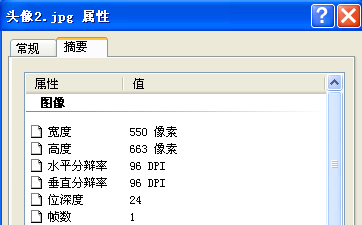 头像2.jpg 属性
常规 摘要
属性 值
图像
宽度 550 像素
高度 663 像素
水平分辩率 96 DPI
垂直分辩率 96 DPI
位深度 24
帧数 1